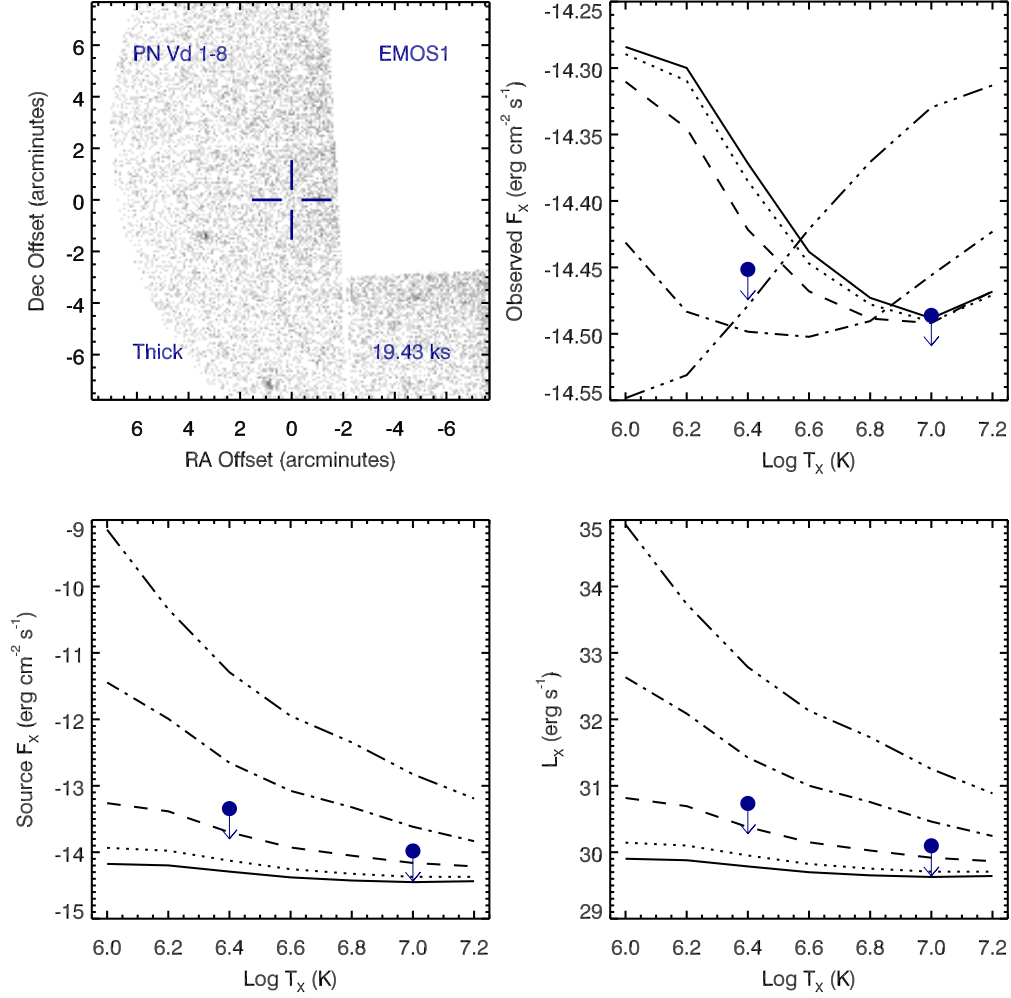 PN Vd 1-8
EMOS1
Thick
19.43 ks
Dec Offset (arcminutes)
6
4
2
0
-2
-4
-6
6 4 2 0 -2 -4 -6
RA Offset (arcminutes)
Observed Fₓ (erg cm⁻² s⁻¹)
-14.25
-14.30
-14.35
-14.40
-14.45
-14.50
-14.55
6.0 6.2 6.4 6.6 6.8 7.0 7.2
Log Tₓ (K)
Source Fₓ (erg cm⁻² s⁻¹)
-9
-10
-11
-12
-13
-14
-15
6.0 6.2 6.4 6.6 6.8 7.0 7.2
Log Tₓ (K)
Lₓ (erg s⁻¹)
35
34
33
32
31
30
29
6.0 6.2 6.4 6.6 6.8 7.0 7.2
Log Tₓ (K)